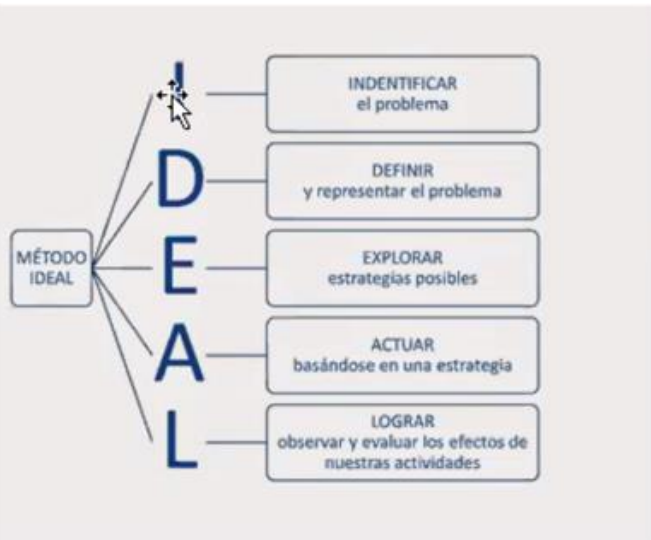 MÉTODO
IDEAL
I
INDENTIFICAR
el problema
D
DEFINIR
y representar el problema
E
EXPLORAR
estrategias posibles
A
ACTUAR
basándose en una estrategia
L
LOGRAR
observar y evaluar los efectos de
nuestras actividades